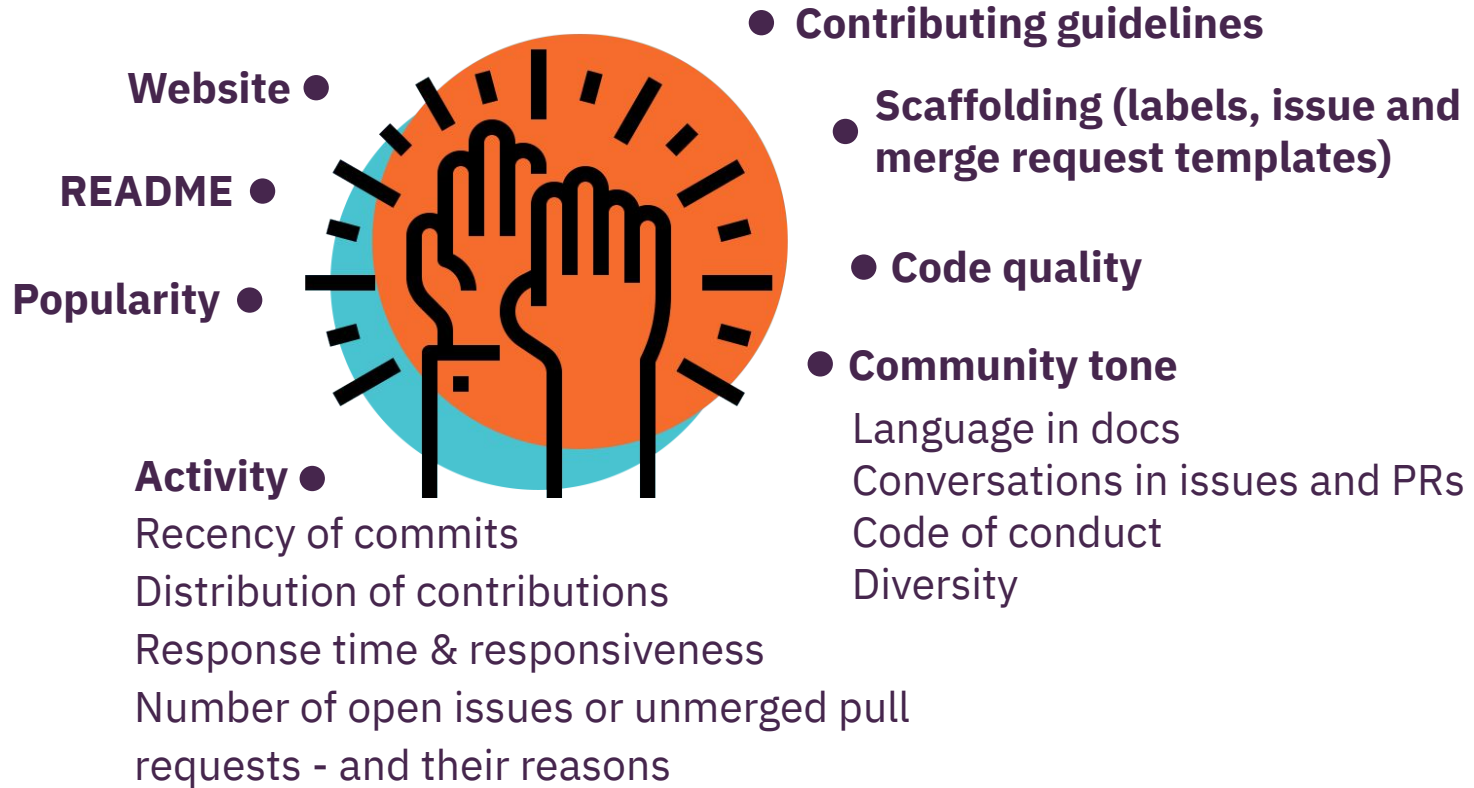 Website
README
Popularity
Activity
Recency of commits
Distribution of contributions
Response time & responsiveness
Number of open issues or unmerged pull
requests - and their reasons
Contributing guidelines
Scaffolding (labels, issue and
merge request templates)
Code quality
Community tone
Language in docs
Conversations in issues and PRs
Code of conduct
Diversity